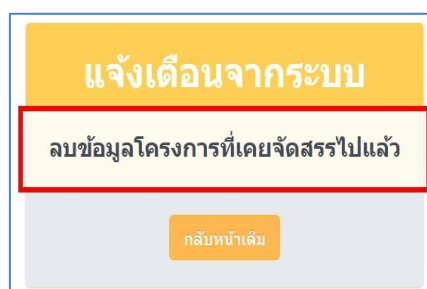 แจ้งเตือนจากระบบ
ลบข้อมูลโครงการที่เคยจัดสรรไปแล้ว
กลับหน้าเดิม